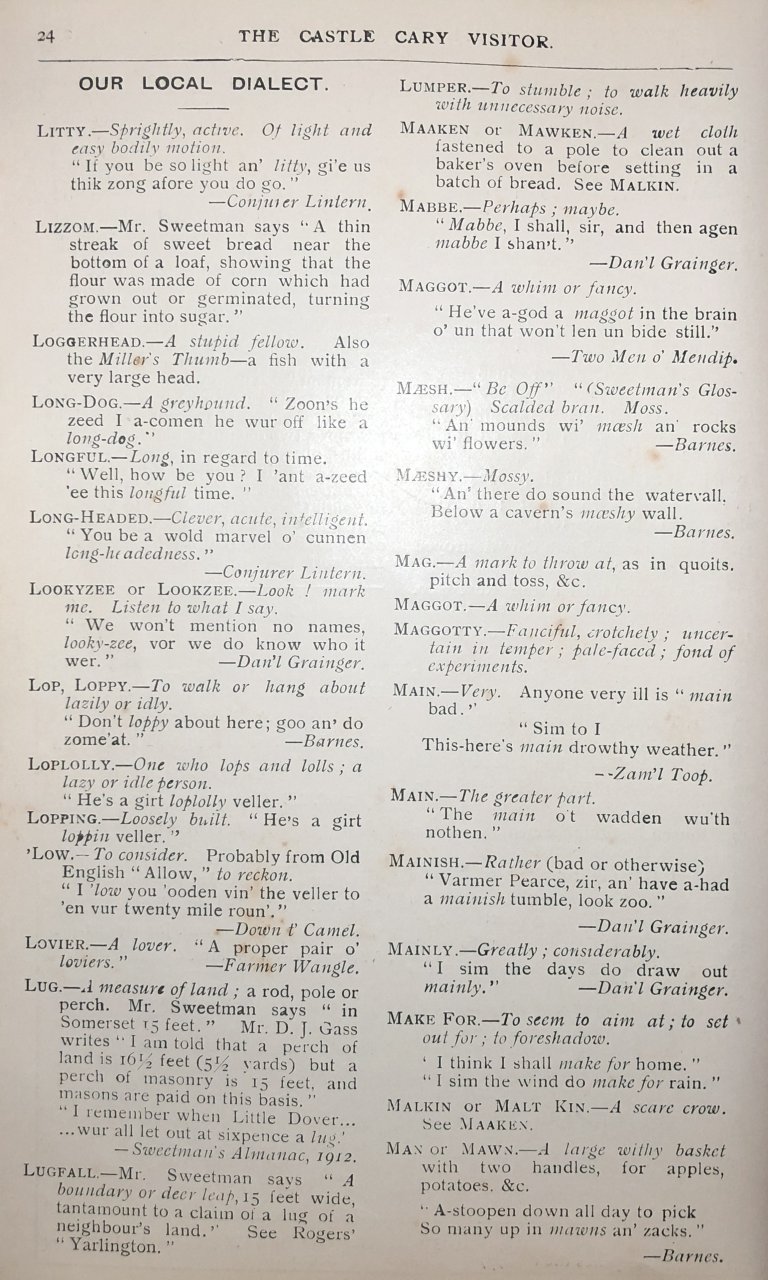 24
THE CASTLE CARY VISITOR.
OUR LOCAL DIALECT.
LITTY.—Sprightly, active. Of light and
easy bodily motion.
“ If you be so light an’ litty, gi’e us
thik zong afore you do go. ”
—Conjurer Lintern.
LIZZOM.—Mr. Sweetman says “ A thin
streak of sweet bread near the
bottom of a loaf, showing that the
flour was made of corn which had
grown out or germinated, turning
the flour into sugar. ”
LOGGERHEAD.—A stupid fellow. Also
the Miller's Thumb—a fish with a
very large head.
LONG-DOG.—A greyhound. “ Zoon’s he
zeed I a-comen he wur off like a
long-dog.”
LONGFUL.—Long, in regard to time.
“ Well, how be you ? I ’ant a-zeed
’ee this longful time. ”
LONG-HEADED.—Clever, acute, intelligent.
“ You be a wold marvel o’ cunnen
long-headedness. ”
—Conjurer Lintern.
LOOKYZEE or LOOKZEE.—Look ! mark
me. Listen to what I say.
“ We won’t mention no names,
looky-zee, vor we do know who it
wer. ” —Dan’l Grainger.
LOP, LOPPY.—To walk or hang about
lazily or idly.
“ Don’t loppy about here; goo an’ do
zome’at. ” —Barnes.
LOPLOLLY.—One who lops and lolls ; a
lazy or idle person.
“ He’s a girt loplolly veller. ”
LOPPING.—Loosely built. “ He’s a girt
loppin veller. ”
’LOW.—To consider. Probably from Old
English “ Allow, ” to reckon.
“ I ’low you ’ooden vin’ the veller to
’en vur twenty mile roun’. ”
—Down t’ Camel.
LOVIER.—A lover. “ A proper pair o’
loviers. ” —Farmer Wangle.
LUG.—A measure of land ; a rod, pole or
perch. Mr. Sweetman says “ in
Somerset 15 feet. ” Mr. D. J. Gass
writes “ I am told that a perch of
land is 16½ feet (5½ yards) but a
perch of masonry is 15 feet, and
masons are paid on this basis. ”
“ I remember when Little Dover...
...wur all let out at sixpence a lug.’
—Sweetman’s Almanac, 1912.
LUGFALL.—Mr. Sweetman says “ A
boundary or deer leap, 15 feet wide,
tantamount to a claim of a lug of a
neighbour’s land. ” See Rogers’
“ Yarlington. ”
LUMPER.—To stumble ; to walk heavily
with unnecessary noise.
MAAKEN or MAWKEN.—A wet cloth
fastened to a pole to clean out a
baker’s oven before setting in a
batch of bread. See MALKIN.
MABBE.—Perhaps ; maybe.
“ Mabbe, I shall, sir, and then agen
mabbe I shan’t. ”
—Dan’l Grainger.
MAGGOT.—A whim or fancy.
“ He’ve a-god a maggot in the brain
o’ un that won’t len un bide still.”
—Two Men o’ Mendip.
MÆSH.—“ Be Off” “(Sweetman’s Glos-
sary) Scalded bran. Moss.
“ An’ mounds wi’ mæsh an’ rocks
wi’ flowers. ” —Barnes.
MÆSHY.—Mossy.
“ An’ there do sound the watervall.
Below a cavern’s mæshy wall.
—Barnes.
MAG.—A mark to throw at, as in quoits.
pitch and toss, &c.
MAGGOT.—A whim or fancy.
MAGGOTTY.—Fanciful, crotchety ; uncer-
tain in temper ; pale-faced ; fond of
experiments.
MAIN.—Very. Anyone very ill is “ main
bad. ”
“ Sim to I
This-here’s main drowthy weather. ”
--Zam’l Toop.
MAIN.—The greater part.
“ The main o’t wadden wu’th
nothen. ”
MAINISH.—Rather (bad or otherwise)
“ Varmer Pearce, zir, an’ have a-had
a mainish tumble, look zoo. ”
—Dan’l Grainger.
MAINLY.—Greatly ; considerably.
“ I sim the days do draw out
mainly. ” —Dan’l Grainger.
MAKE FOR.—To seem to aim at ; to set
out for ; to foreshadow.
‘ I think I shall make for home. ”
“ I sim the wind do make for rain. ”
MALKIN or MALT KIN.—A scare crow.
See MAAKEN.
MAN or MAWN.—A large withy basket
with two handles, for apples,
potatoes. &c.
“ A-stoopen down all day to pick
So many up in mawns an’ zacks. ”
—Barnes.